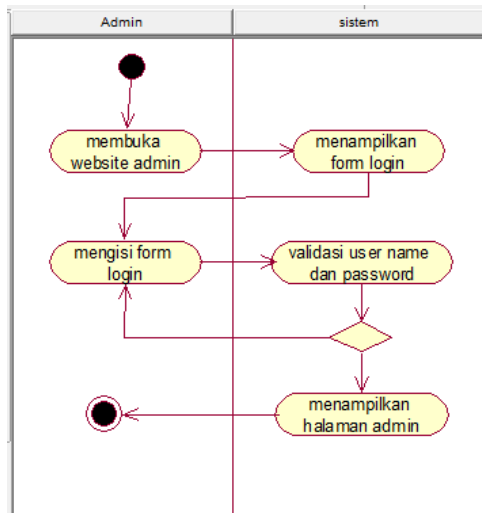 Admin
sistem
membuka
website admin
menampilkan
form login
mengisi form
login
validasi user name
dan password
menampilkan
halaman admin